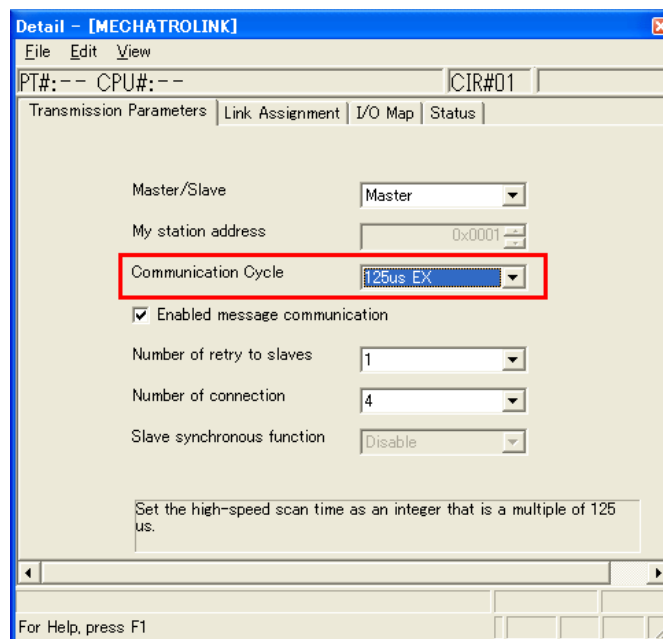 Detail - [MECHATROLINK]
File Edit View
PT#:-- CPU#:-- CIR#01
Transmission Parameters Link Assignment I/O Map Status
Master/Slave Master
My station address 0x0001
Communication Cycle 125us EX
Enabled message communication
Number of retry to slaves 1
Number of connection 4
Slave synchronous function Disable
Set the high-speed scan time as an integer that is a multiple of 125
us.
For Help, press F1